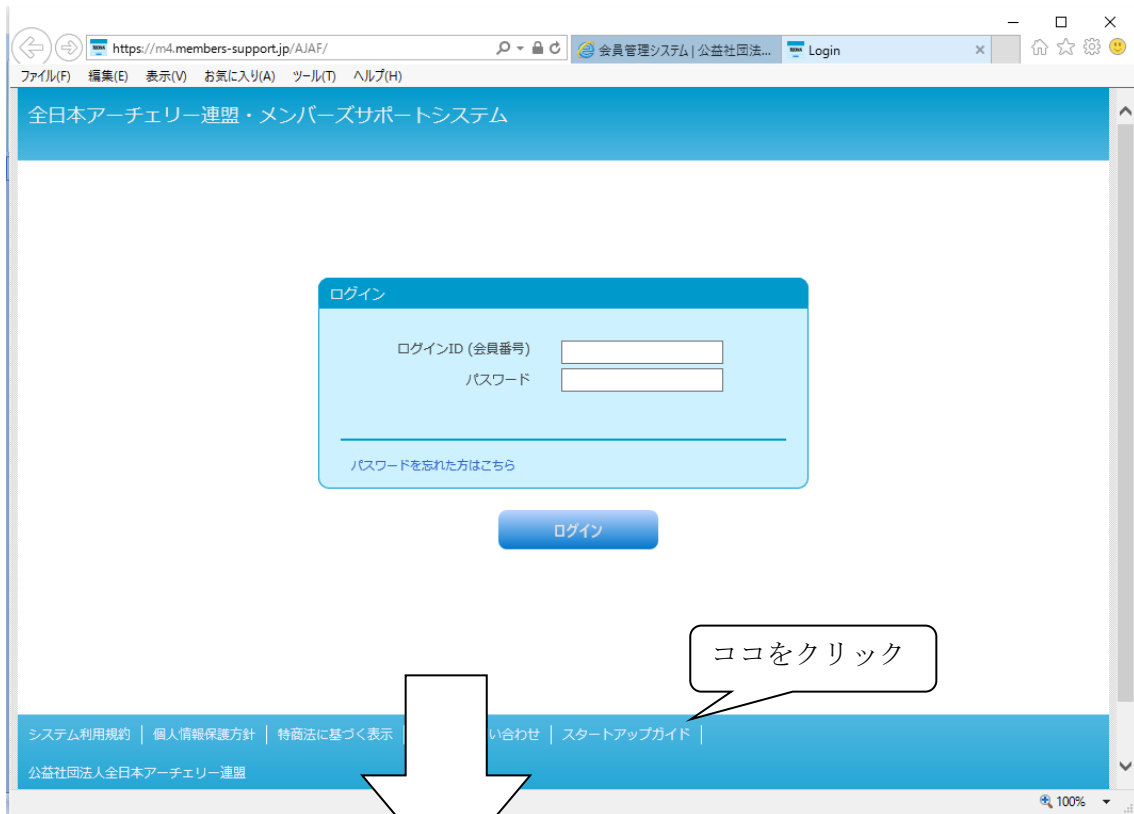 https://m4.members-support.jp/AJAF/
会員管理システム | 公益社団法...
Login
ファイル(F) 編集(E) 表示(V) お気に入り(A) ツール(T) ヘルプ(H)
全日本アーチェリー連盟・メンバーズサポートシステム
ログイン
ログインID (会員番号)
パスワード
パスワードを忘れた方はこちら
ログイン
ココをクリック
システム利用規約 | 個人情報保護方針 | 特商法に基づく表示 | い合わせ | スタートアップガイド |
公益社団法人全日本アーチェリー連盟
100%